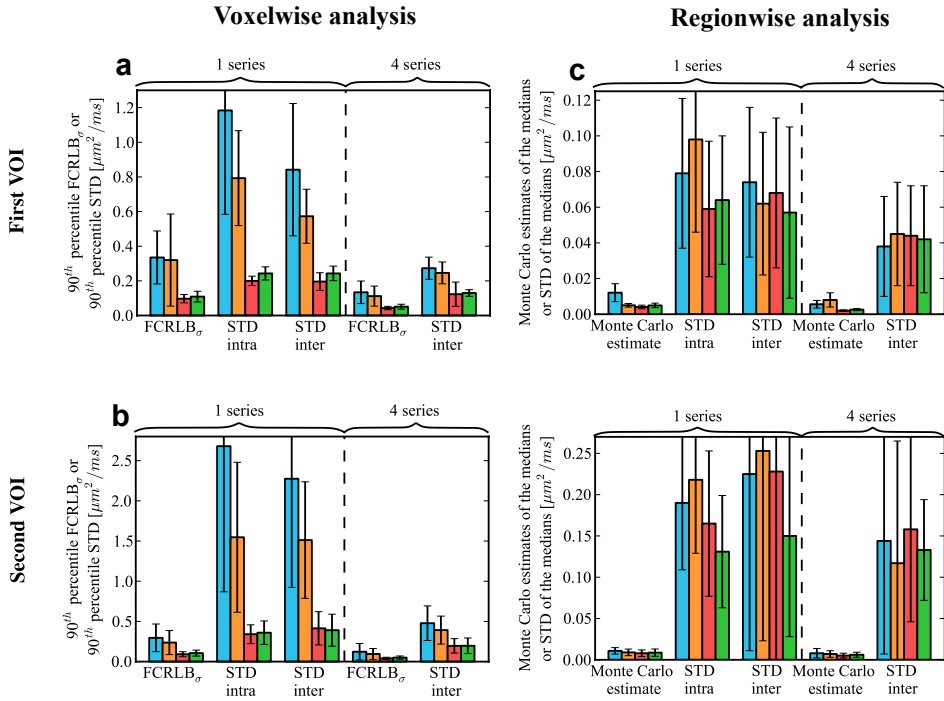 Voxelwise analysis
Regionwise analysis
First VOI
a
1 series
4 series
90th percentile FCRLBσ or
90th percentile STD [μm²/ms]
1.2
1.0
0.8
0.6
0.4
0.2
0.0
FCRLBσ STD STD FCRLBσ STD
intra inter inter
c
1 series
4 series
Monte Carlo estimates of the medians
or STD of the medians [μm²/ms]
0.12
0.10
0.08
0.06
0.04
0.02
0.00
Monte Carlo STD STD Monte Carlo STD
estimate intra inter estimate inter
Second VOI
b
1 series
4 series
90th percentile FCRLBσ or
90th percentile STD [μm²/ms]
2.5
2.0
1.5
1.0
0.5
0.0
FCRLBσ STD STD FCRLBσ STD
intra inter inter
1 series
4 series
Monte Carlo estimates of the medians
or STD of the medians [μm²/ms]
0.25
0.20
0.15
0.10
0.05
0.00
Monte Carlo STD STD Monte Carlo STD
estimate intra inter estimate inter